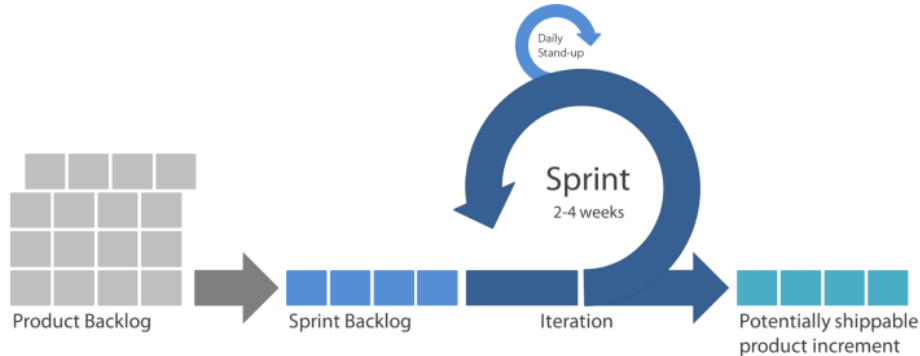 Daily
Stand-up
Sprint
2-4 weeks
Product Backlog
Sprint Backlog
Iteration
Potentially shippable
product increment